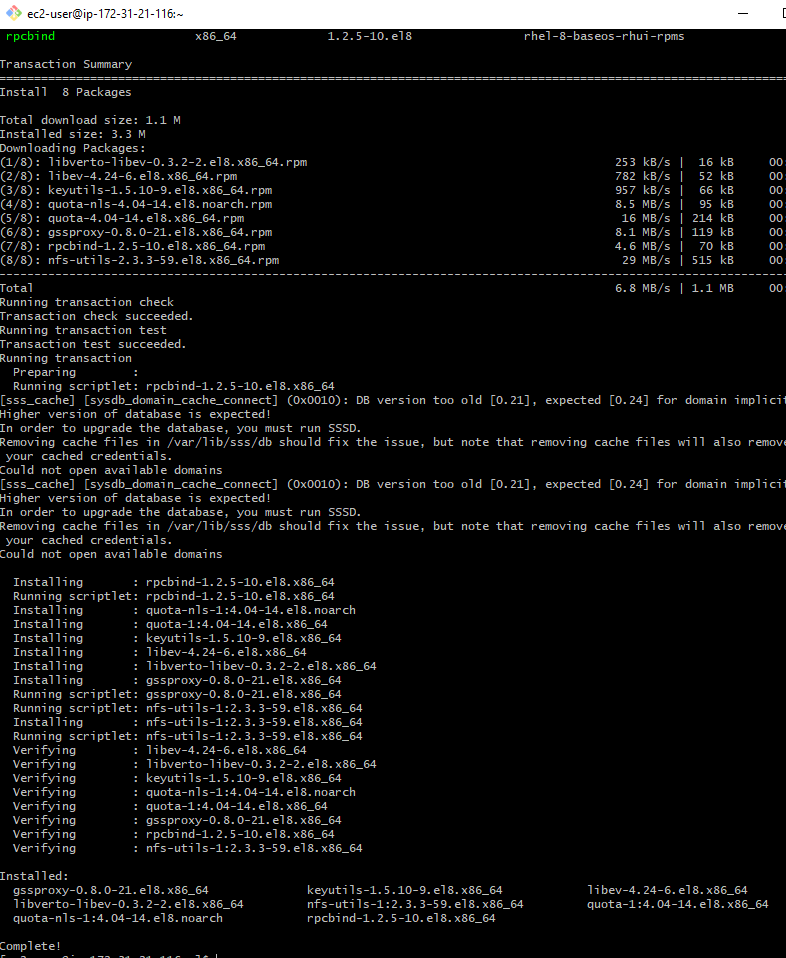 ec2-user@ip-172-31-21-116:~
rpcbind x86_64 1.2.5-10.el8 rhel-8-baseos-rhui-rpms
Transaction Summary
================================================================================
Install 8 Packages
Total download size: 1.1 M
Installed size: 3.3 M
Downloading Packages:
(1/8): libverto-libev-0.3.2-2.el8.x86_64.rpm 253 kB/s | 16 kB 00:
(2/8): libev-4.24-6.el8.x86_64.rpm 782 kB/s | 52 kB 00:
(3/8): keyutils-1.5.10-9.el8.x86_64.rpm 957 kB/s | 66 kB 00:
(4/8): quota-nls-4.04-14.el8.noarch.rpm 8.5 MB/s | 95 kB 00:
(5/8): quota-4.04-14.el8.x86_64.rpm 16 MB/s | 214 kB 00:
(6/8): gssproxy-0.8.0-21.el8.x86_64.rpm 8.1 MB/s | 119 kB 00:
(7/8): rpcbind-1.2.5-10.el8.x86_64.rpm 4.6 MB/s | 70 kB 00:
(8/8): nfs-utils-2.3.3-59.el8.x86_64.rpm 29 MB/s | 515 kB 00:
--------------------------------------------------------------------------------
Total 6.8 MB/s | 1.1 MB 00:
Running transaction check
Transaction check succeeded.
Running transaction test
Transaction test succeeded.
Running transaction
Preparing :
Running scriptlet: rpcbind-1.2.5-10.el8.x86_64
[sss_cache] [sysdb_domain_cache_connect] (0x0010): DB version too old [0.21], expected [0.24] for domain implicit
Higher version of database is expected!
In order to upgrade the database, you must run SSSD.
Removing cache files in /var/lib/sss/db should fix the issue, but note that removing cache files will also remove
your cached credentials.
Could not open available domains
[sss_cache] [sysdb_domain_cache_connect] (0x0010): DB version too old [0.21], expected [0.24] for domain implicit
Higher version of database is expected!
In order to upgrade the database, you must run SSSD.
Removing cache files in /var/lib/sss/db should fix the issue, but note that removing cache files will also remove
your cached credentials.
Could not open available domains
Installing : rpcbind-1.2.5-10.el8.x86_64
Running scriptlet: rpcbind-1.2.5-10.el8.x86_64
Installing : quota-nls-1:4.04-14.el8.noarch
Installing : quota-1:4.04-14.el8.x86_64
Installing : keyutils-1.5.10-9.el8.x86_64
Installing : libev-4.24-6.el8.x86_64
Installing : libverto-libev-0.3.2-2.el8.x86_64
Installing : gssproxy-0.8.0-21.el8.x86_64
Running scriptlet: gssproxy-0.8.0-21.el8.x86_64
Running scriptlet: nfs-utils-1:2.3.3-59.el8.x86_64
Installing : nfs-utils-1:2.3.3-59.el8.x86_64
Running scriptlet: nfs-utils-1:2.3.3-59.el8.x86_64
Verifying : libev-4.24-6.el8.x86_64
Verifying : libverto-libev-0.3.2-2.el8.x86_64
Verifying : keyutils-1.5.10-9.el8.x86_64
Verifying : quota-nls-1:4.04-14.el8.noarch
Verifying : quota-1:4.04-14.el8.x86_64
Verifying : gssproxy-0.8.0-21.el8.x86_64
Verifying : rpcbind-1.2.5-10.el8.x86_64
Verifying : nfs-utils-1:2.3.3-59.el8.x86_64
Installed:
gssproxy-0.8.0-21.el8.x86_64 keyutils-1.5.10-9.el8.x86_64 libev-4.24-6.el8.x86_64
libverto-libev-0.3.2-2.el8.x86_64 nfs-utils-1:2.3.3-59.el8.x86_64 quota-1:4.04-14.el8.x86_64
quota-nls-1:4.04-14.el8.noarch rpcbind-1.2.5-10.el8.x86_64
Complete!